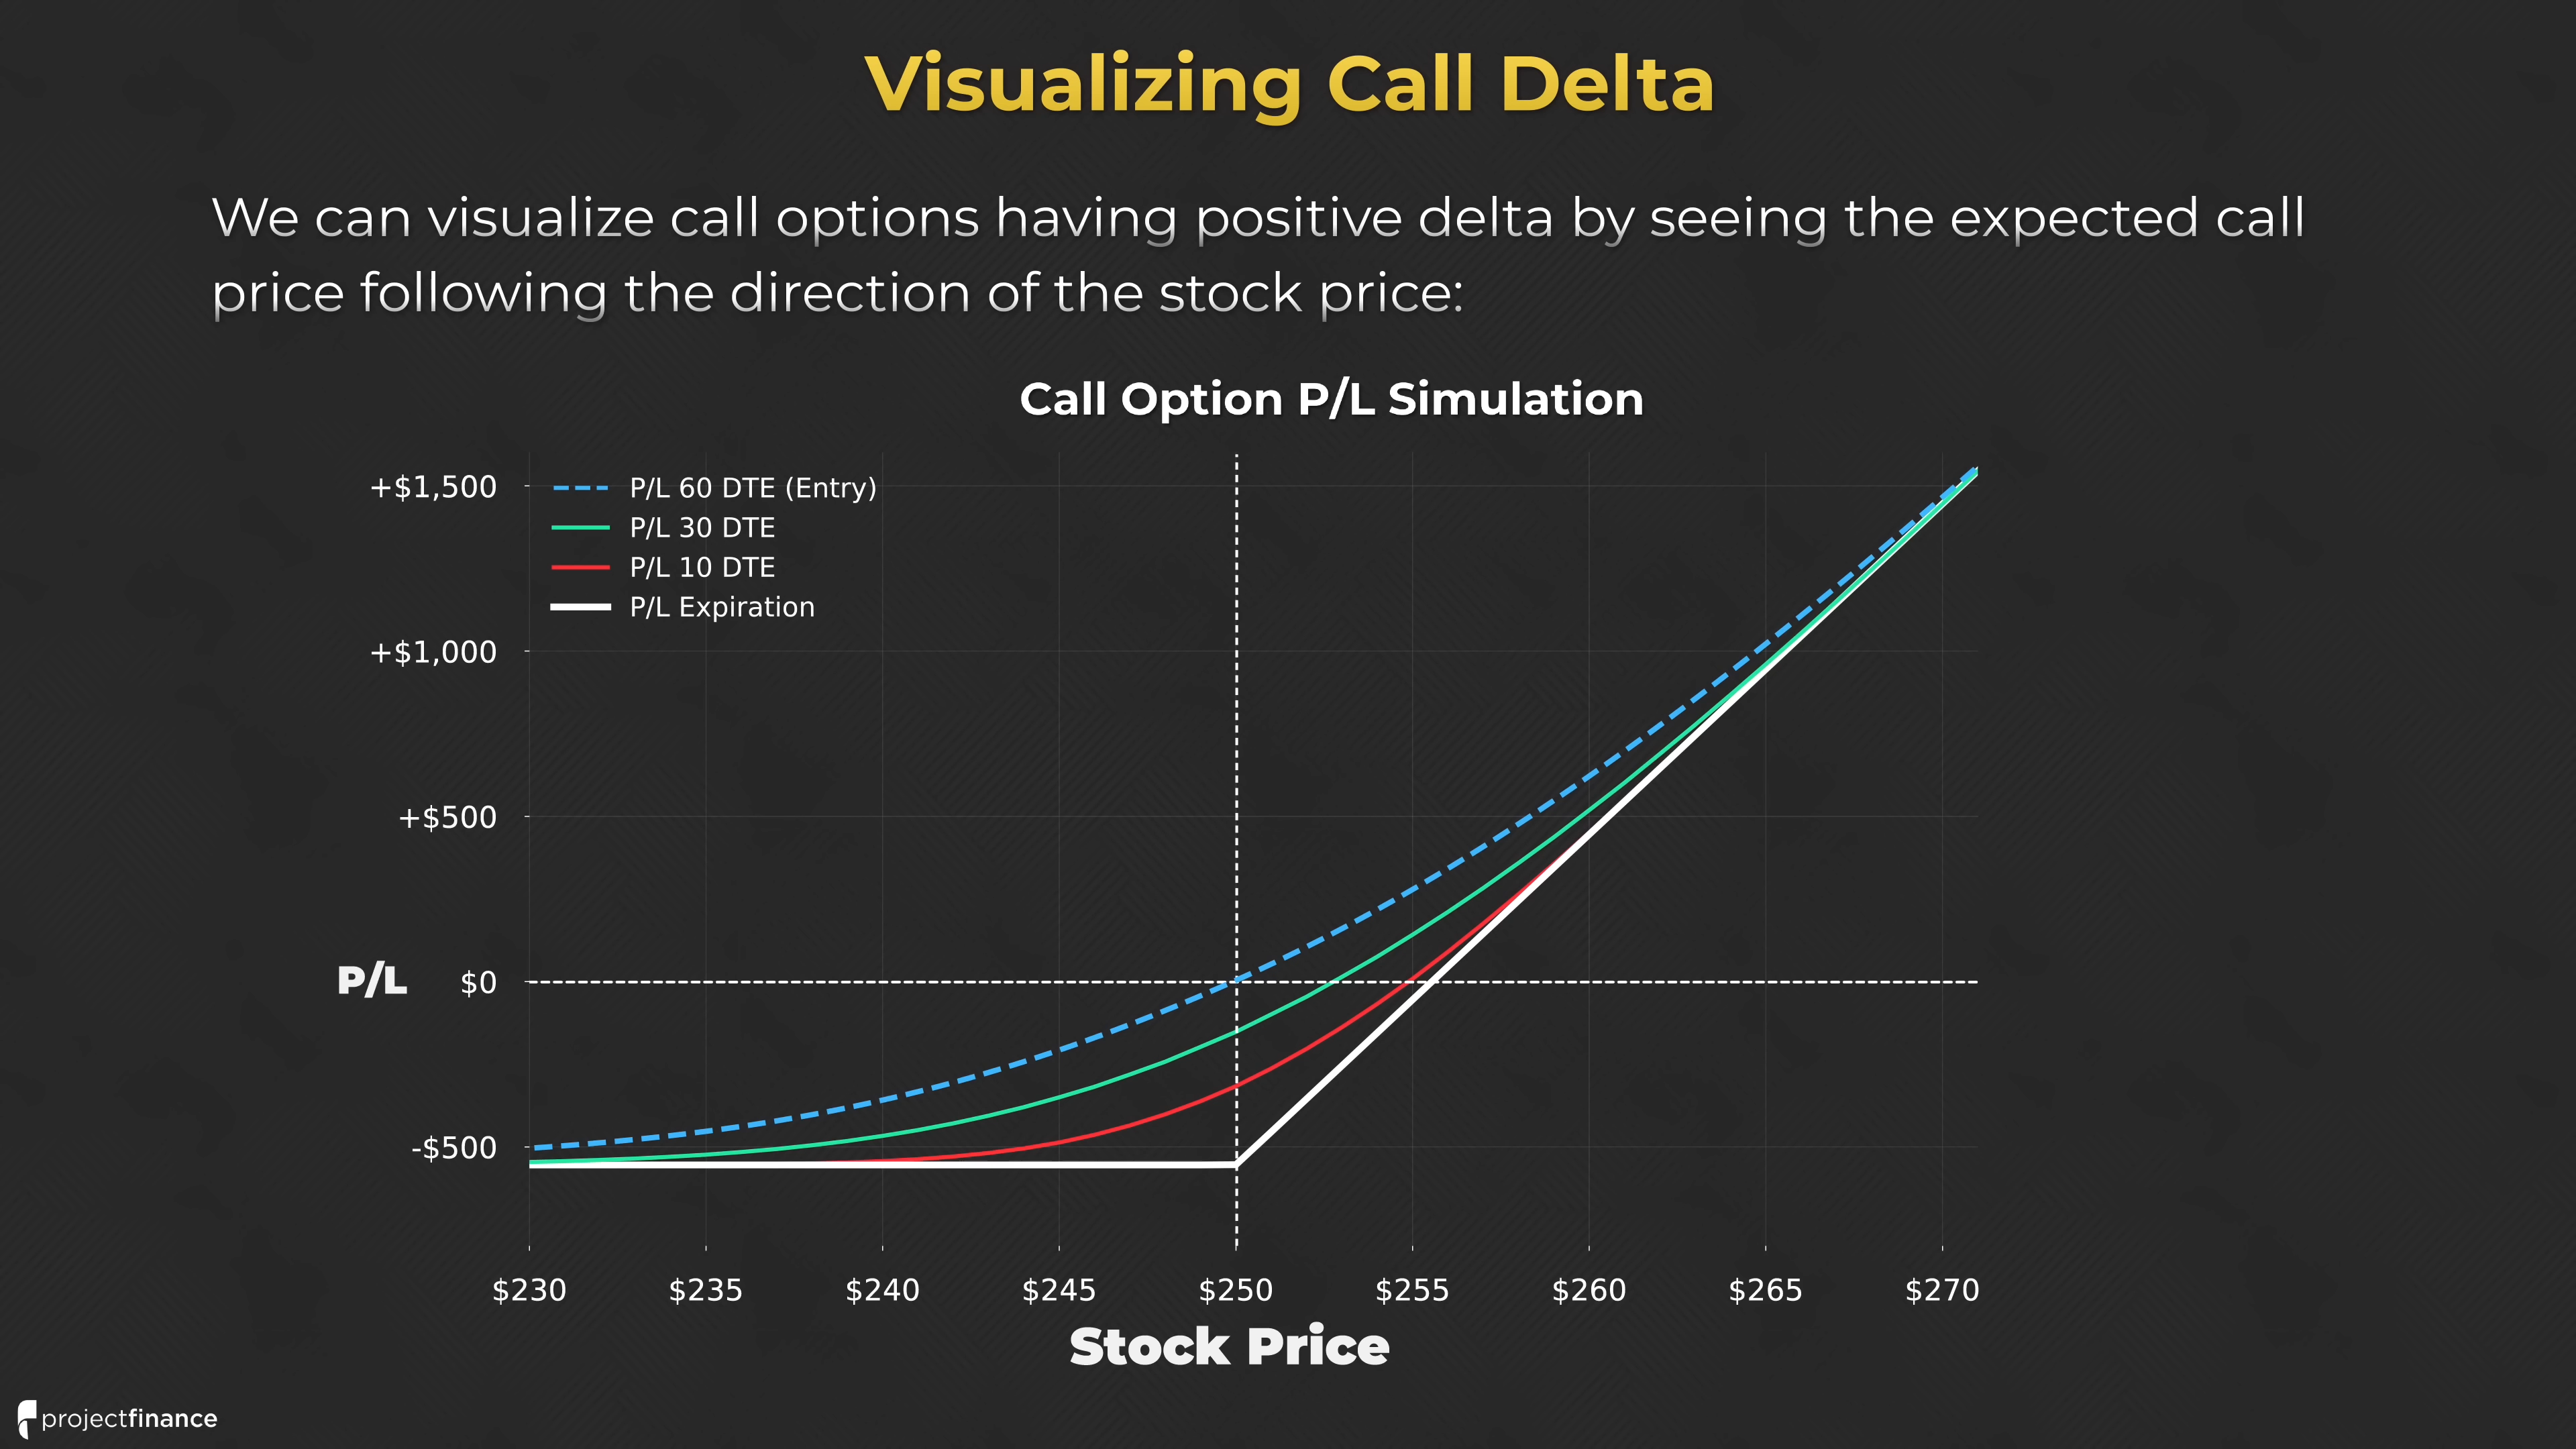 Visualizing Call Delta
We can visualize call options having positive delta by seeing the expected call
price following the direction of the stock price:
Call Option P/L Simulation
+$1,500
+$1,000
+$500
$0
-$500
P/L
P/L 60 DTE (Entry)
P/L 30 DTE
P/L 10 DTE
P/L Expiration
$230 $235 $240 $245 $250 $255 $260 $265 $270
Stock Price
projectfinance